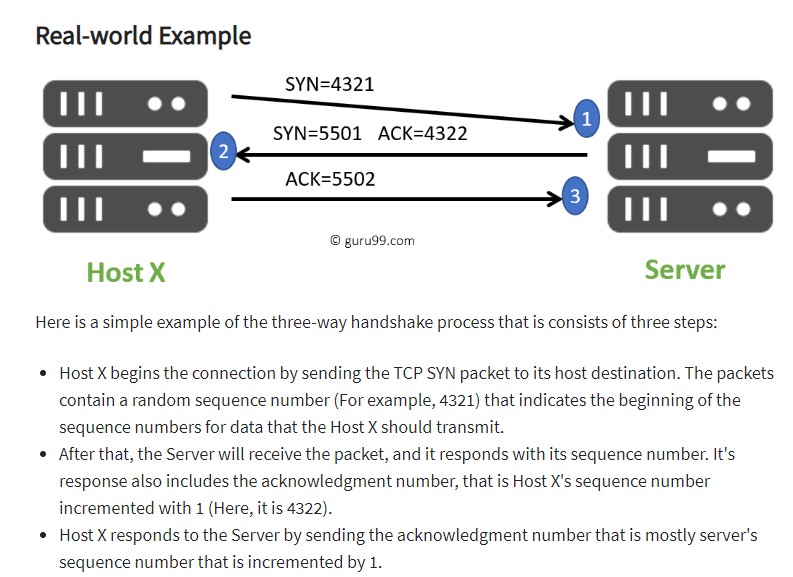 Real-world Example
SYN=4321
1
SYN=5501 ACK=4322
2
ACK=5502
3
© guru99.com
Host X
Server
Here is a simple example of the three-way handshake process that is consists of three steps:
• Host X begins the connection by sending the TCP SYN packet to its host destination. The packets
contain a random sequence number (For example, 4321) that indicates the beginning of the
sequence numbers for data that the Host X should transmit.
• After that, the Server will receive the packet, and it responds with its sequence number. It's
response also includes the acknowledgment number, that is Host X's sequence number
incremented with 1 (Here, it is 4322).
• Host X responds to the Server by sending the acknowledgment number that is mostly server's
sequence number that is incremented by 1.